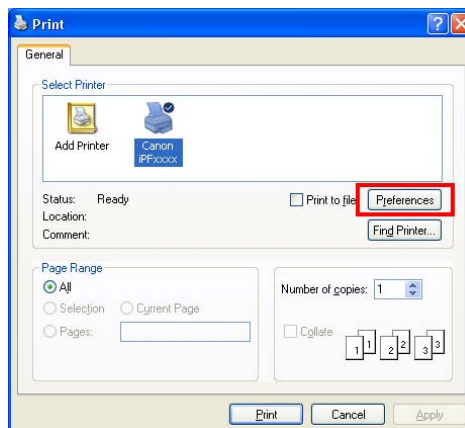 Print
General
Select Printer
Add Printer
Canon
iPFxxxx
Status: Ready
Print to file
Preferences
Location:
Comment:
Find Printer...
Page Range
All
Selection
Current Page
Pages:
Number of copies: 1
Collate
1 1 2 2 3 3
Print
Cancel
Apply